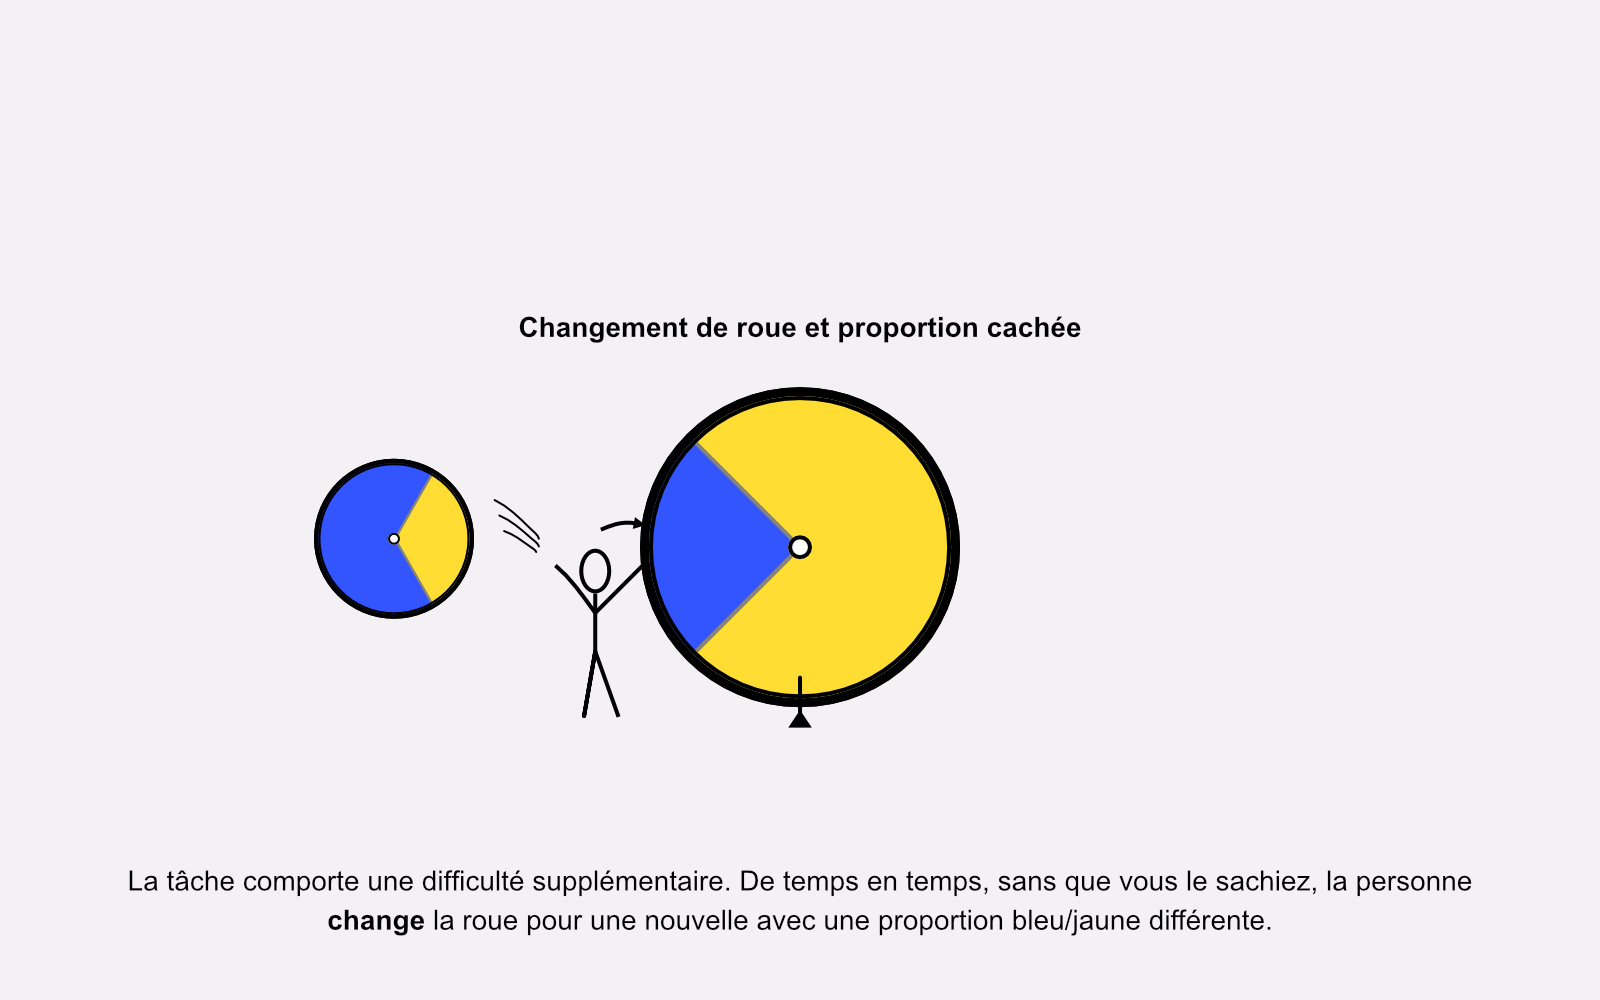 Changement de roue et proportion cachée
La tâche comporte une difficulté supplémentaire. De temps en temps, sans que vous le sachiez, la personne
change la roue pour une nouvelle avec une proportion bleu/jaune différente.